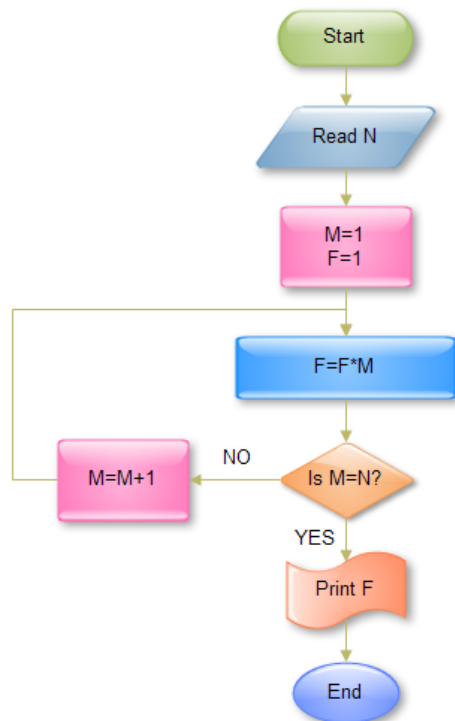 Start
Read N
M=1
F=1
F=F*M
NO
M=M+1
Is M=N?
YES
Print F
End